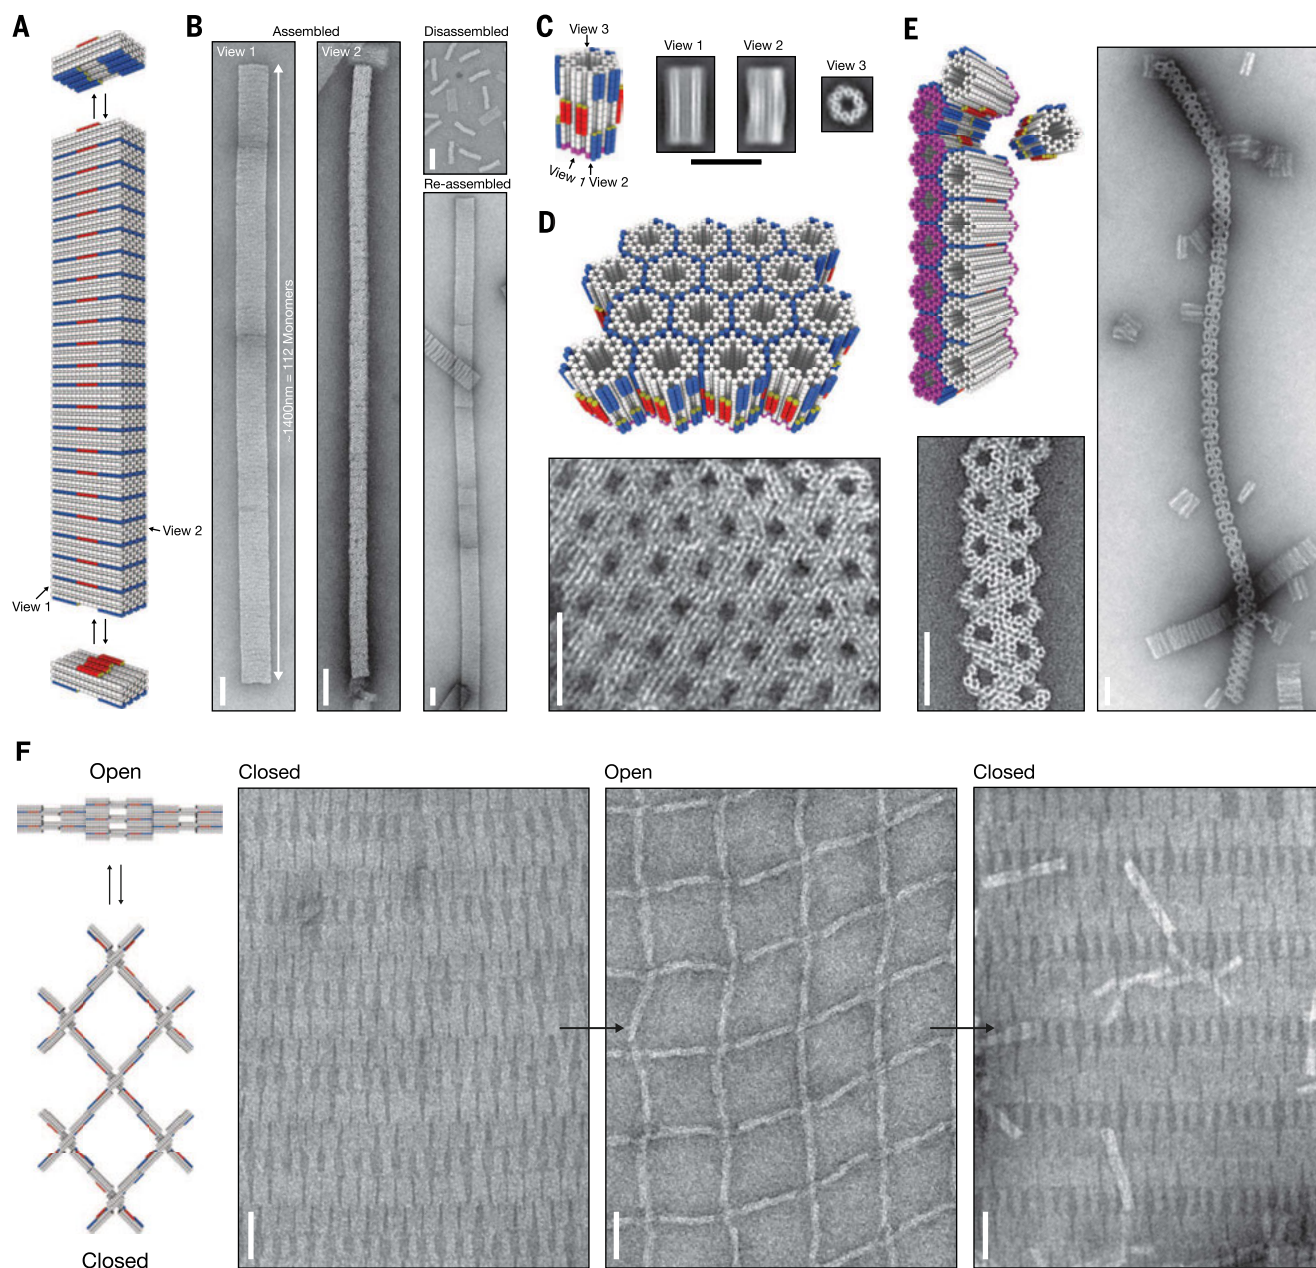 A
B
Assembled
Disassembled
View 1
View 2
~1400nm = 112 Monomers
Re-assembled
View 2
View 1
C
View 3
View 1
View 2
View 1
View 2
View 3
D
E
F
Open
Closed
Closed
Open
Closed